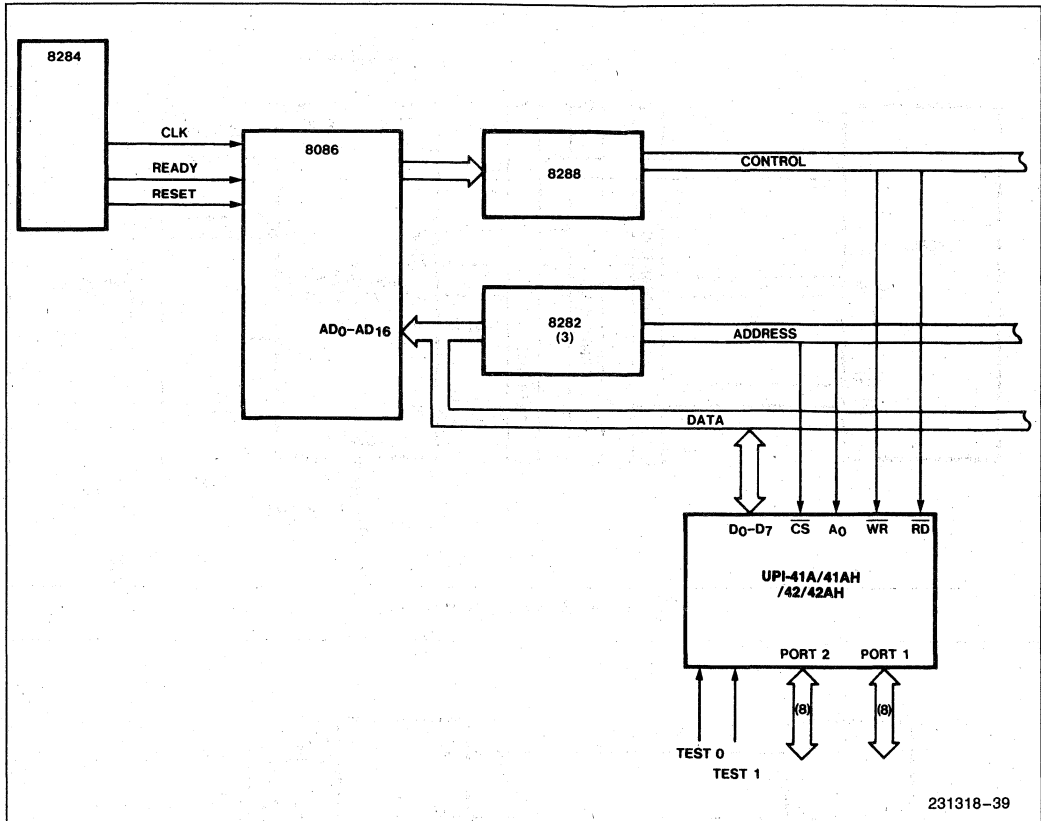 8284
CLK
READY
RESET
8086
AD0–AD16
8288
CONTROL
8282
(3)
ADDRESS
DATA
D0–D7 CS A0 WR RD
UPI-41A/41AH
/42/42AH
PORT 2 PORT 1
(8) (8)
TEST 0
TEST 1
231318–39